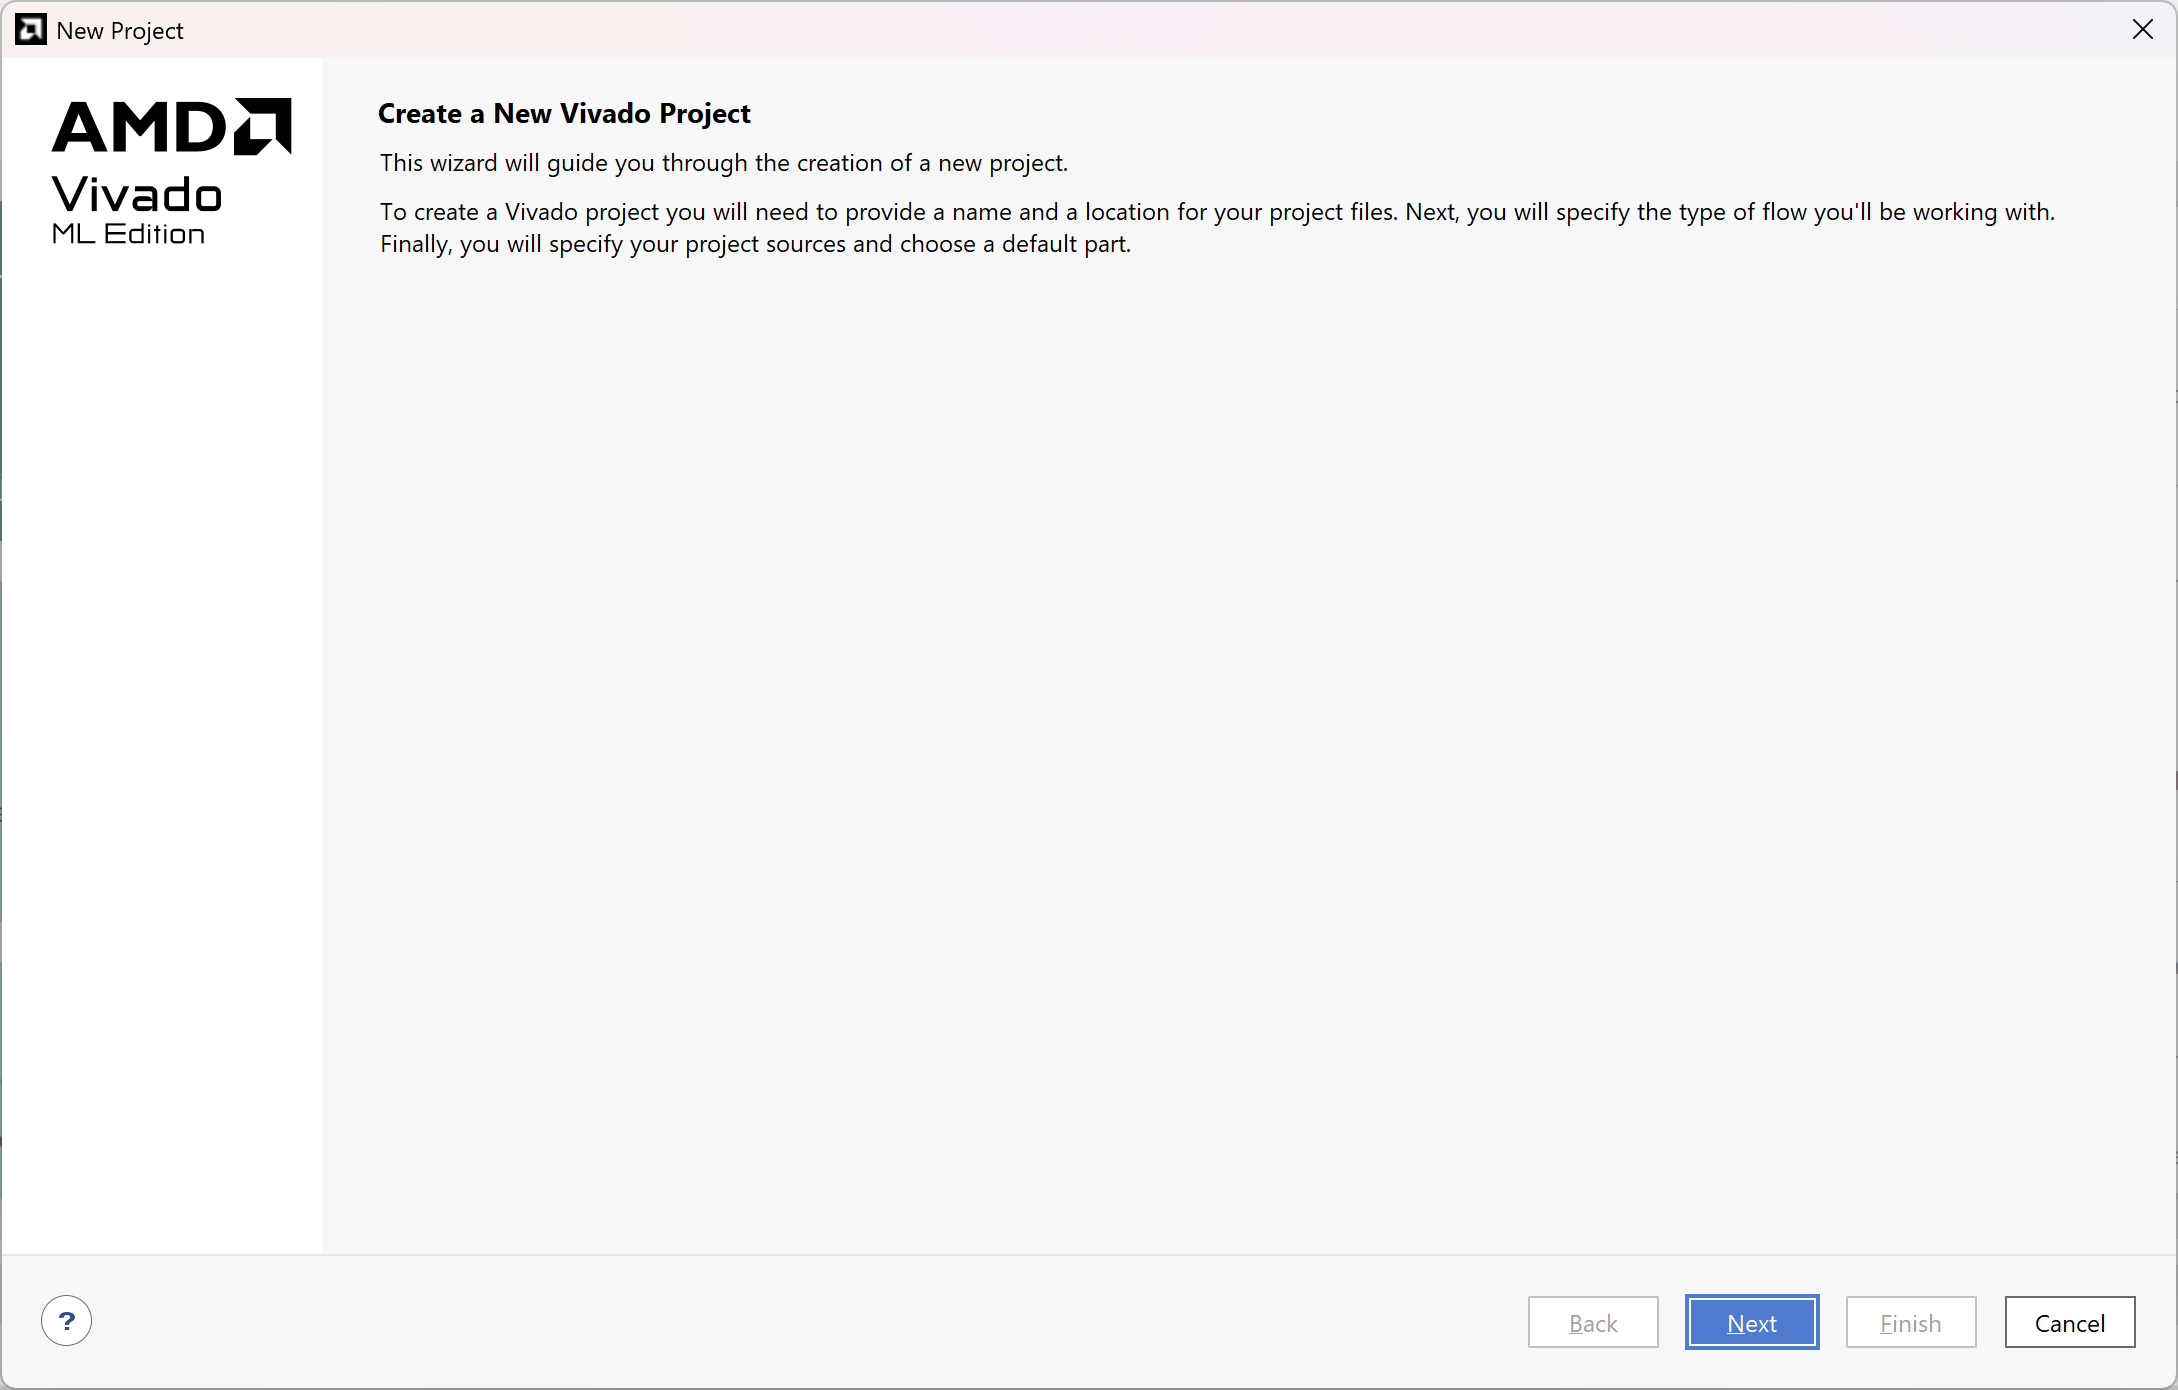 New Project
AMD
Vivado
ML Edition
Create a New Vivado Project
This wizard will guide you through the creation of a new project.
To create a Vivado project you will need to provide a name and a location for your project files. Next, you will specify the type of flow you'll be working with.
Finally, you will specify your project sources and choose a default part.
?
Back
Next
Finish
Cancel